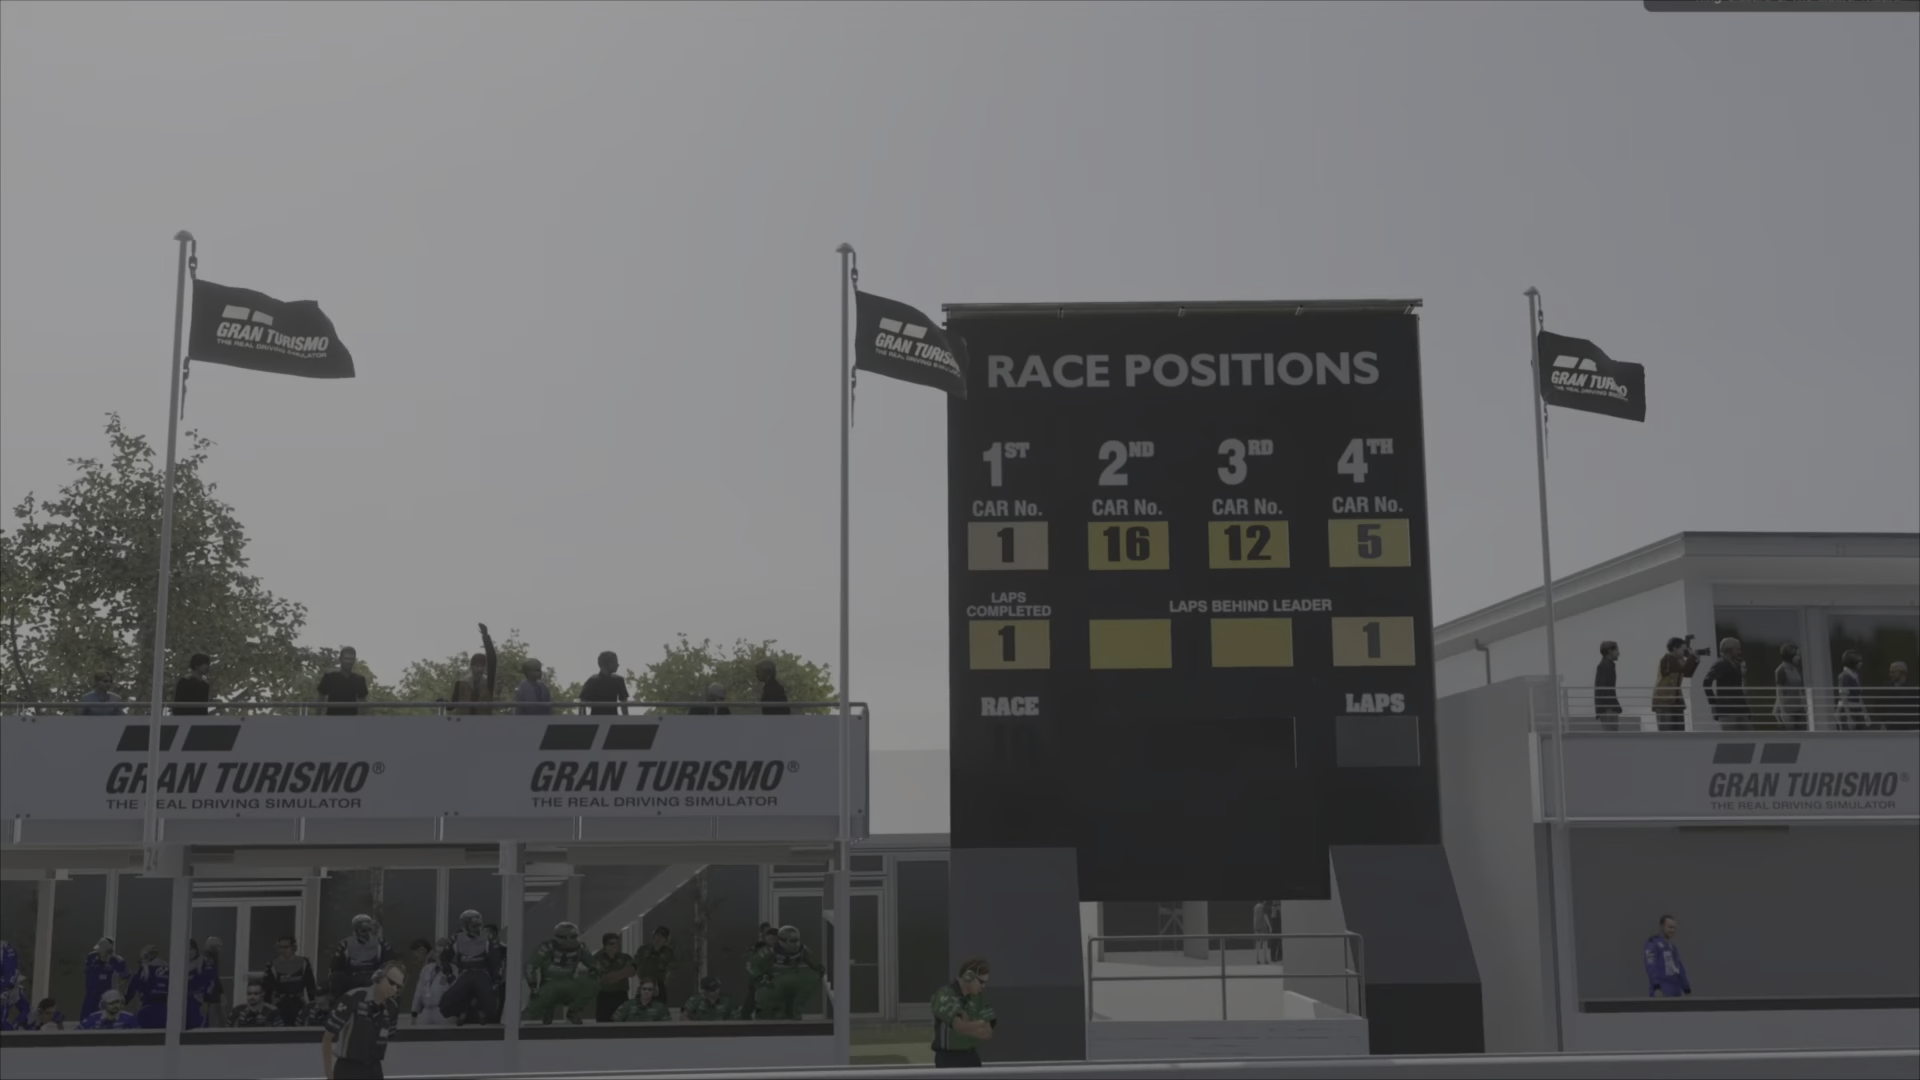 GRAN TURISMO
THE REAL DRIVING SIMULATOR
GRAN TURISMO
GRAN TURISMO
RACE POSITIONS
1ST 2ND 3RD 4TH
CAR No. CAR No. CAR No. CAR No.
1 16 12 5
LAPS
COMPLETED
LAPS BEHIND LEADER
1 1
RACE LAPS
GRAN TURISMO®
THE REAL DRIVING SIMULATOR
GRAN TURISMO®
THE REAL DRIVING SIMULATOR
GRAN TURISMO®
THE REAL DRIVING SIMULATOR